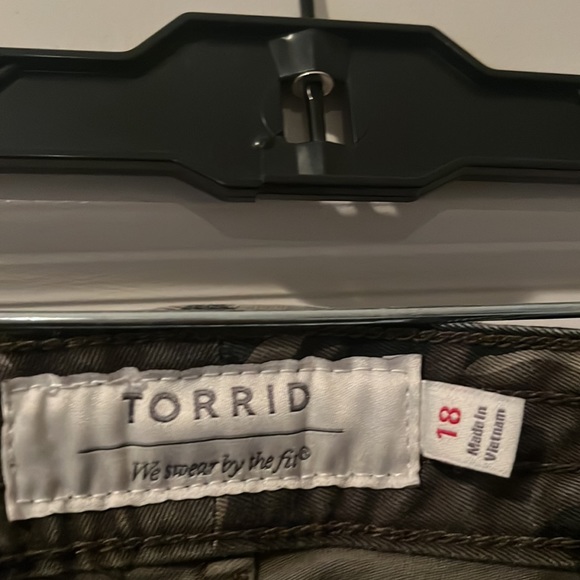 TORRID
We swear by the fit®
18
Made In
Vietnam